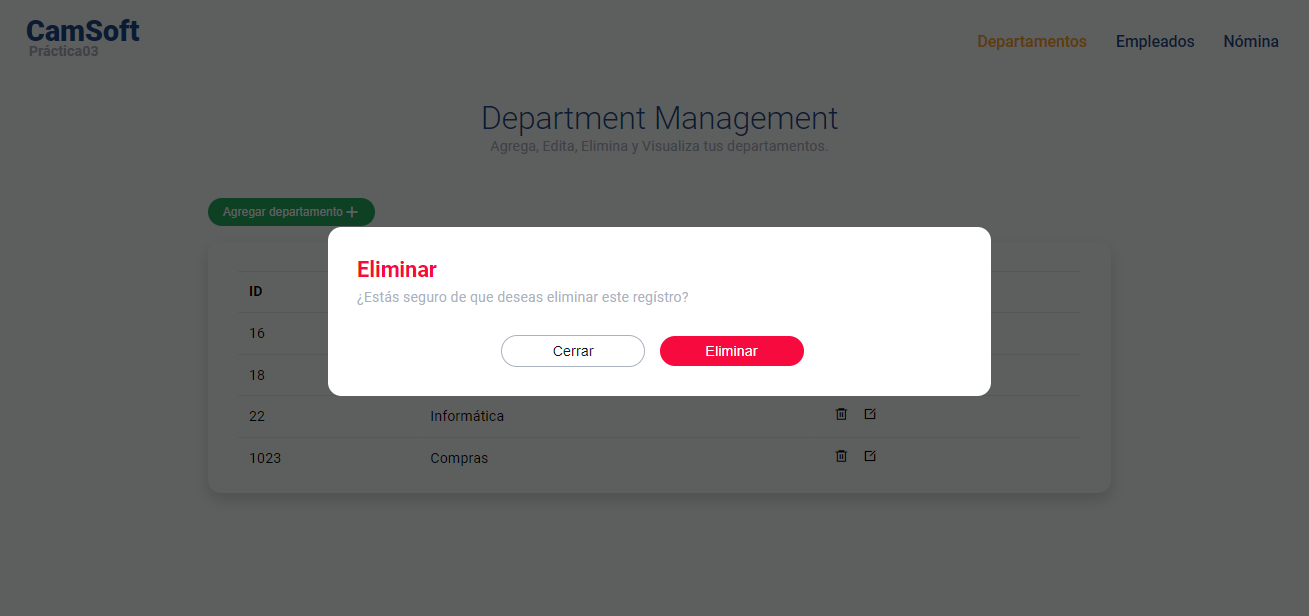 CamSoft
Práctica03
Departamentos Empleados Nómina
Department Management
Agrega, Edita, Elimina y Visualiza tus departamentos.
Agregar departamento
Eliminar
¿Estás seguro de que deseas eliminar este regístro?
Cerrar Eliminar
ID
16
18
22 Informática
1023 Compras